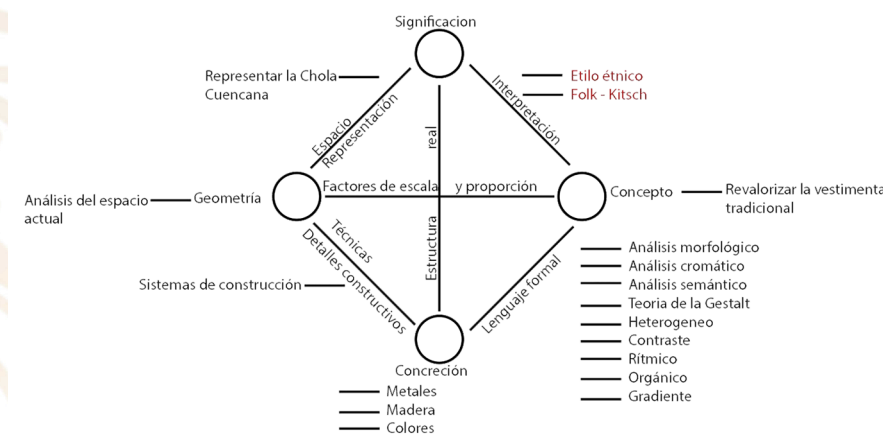 Significacion
Representar la Chola
Cuencana
Etilo étnico
Folk - Kitsch
Interpretación
Espacio
Representación
real
Factores de escala y proporción
Geometría
Análisis del espacio
actual
Concepto
Revalorizar la vestimenta
tradicional
Técnicas
Detalles constructivos
Estructura
Lenguaje formal
Sistemas de construcción
Análisis morfológico
Análisis cromático
Análisis semántico
Teoria de la Gestalt
Heterogeneo
Contraste
Rítmico
Orgánico
Gradiente
Concreción
Metales
Madera
Colores